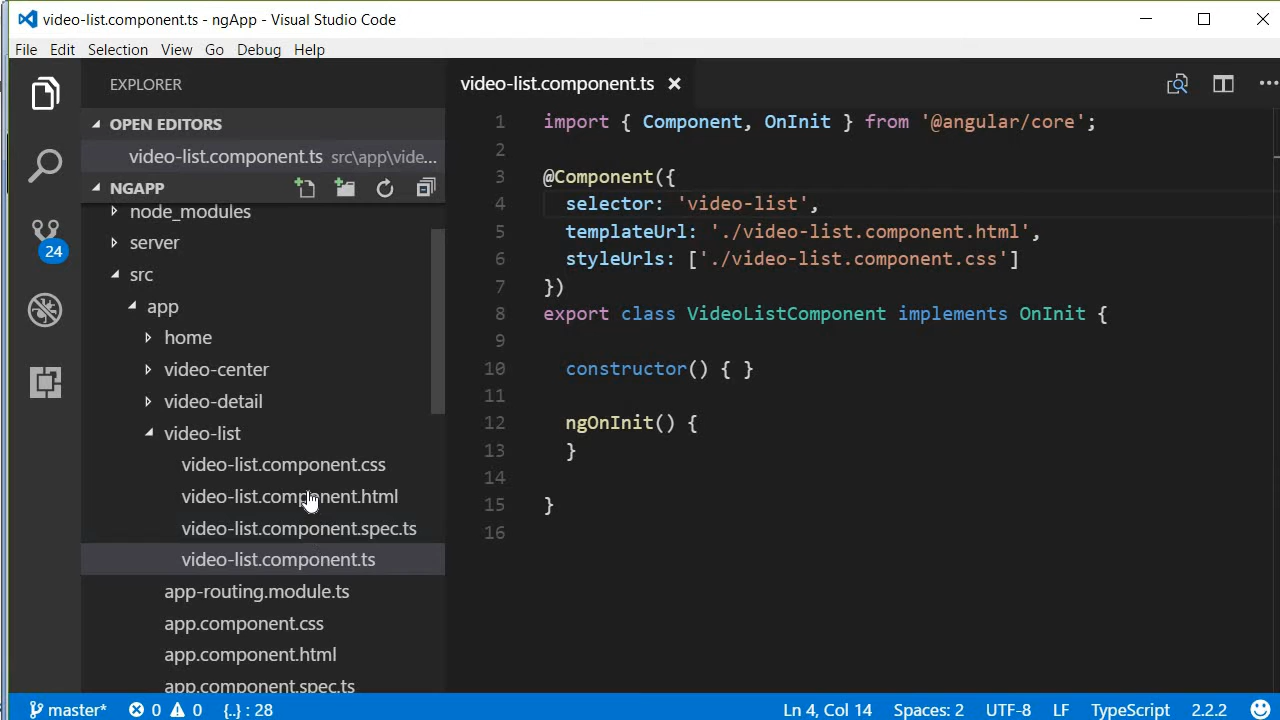 video-list.component.ts - ngApp - Visual Studio Code
File Edit Selection View Go Debug Help
EXPLORER
OPEN EDITORS
video-list.component.ts src\app\vide...
NGAPP
node_modules
server
src
app
home
video-center
video-detail
video-list
video-list.component.css
video-list.component.html
video-list.component.spec.ts
video-list.component.ts
app-routing.module.ts
app.component.css
app.component.html
app.component.spec.ts
24
video-list.component.ts
1 import { Component, OnInit } from '@angular/core';
2
3 @Component({
4 selector: 'video-list',
5 templateUrl: './video-list.component.html',
6 styleUrls: ['./video-list.component.css']
7 })
8 export class VideoListComponent implements OnInit {
9
10 constructor() { }
11
12 ngOnInit() {
13 }
14
15 }
16
master* 0 0 {..} : 28 Ln 4, Col 14 Spaces: 2 UTF-8 LF TypeScript 2.2.2